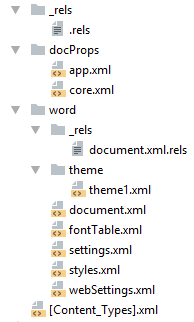 _rels
.rels
docProps
app.xml
core.xml
word
_rels
document.xml.rels
theme
theme1.xml
document.xml
fontTable.xml
settings.xml
styles.xml
webSettings.xml
[Content_Types].xml